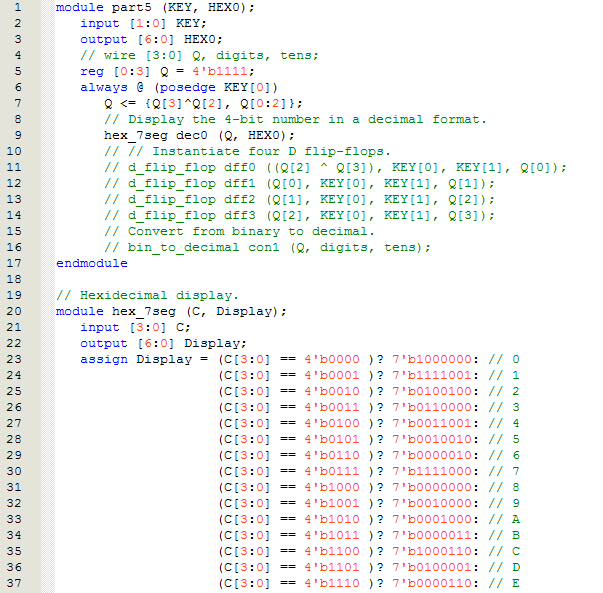 1 module part5 (KEY, HEX0);
2 input [1:0] KEY;
3 output [6:0] HEX0;
4 // wire [3:0] Q, digits, tens;
5 reg [0:3] Q = 4'b1111;
6 always @ (posedge KEY[0])
7 Q <= {Q[3]^Q[2], Q[0:2]};
8 // Display the 4-bit number in a decimal format.
9 hex_7seg dec0 (Q, HEX0);
10 // // Instantiate four D flip-flops.
11 // d_flip_flop dff0 ((Q[2] ^ Q[3]), KEY[0], KEY[1], Q[0]);
12 // d_flip_flop dff1 (Q[0], KEY[0], KEY[1], Q[1]);
13 // d_flip_flop dff2 (Q[1], KEY[0], KEY[1], Q[2]);
14 // d_flip_flop dff3 (Q[2], KEY[0], KEY[1], Q[3]);
15 // Convert from binary to decimal.
16 // bin_to_decimal con1 (Q, digits, tens);
17 endmodule
18
19 // Hexidecimal display.
20 module hex_7seg (C, Display);
21 input [3:0] C;
22 output [6:0] Display;
23 assign Display = (C[3:0] == 4'b0000 )? 7'b1000000: // 0
24 (C[3:0] == 4'b0001 )? 7'b1111001: // 1
25 (C[3:0] == 4'b0010 )? 7'b0100100: // 2
26 (C[3:0] == 4'b0011 )? 7'b0110000: // 3
27 (C[3:0] == 4'b0100 )? 7'b0011001: // 4
28 (C[3:0] == 4'b0101 )? 7'b0010010: // 5
29 (C[3:0] == 4'b0110 )? 7'b0000010: // 6
30 (C[3:0] == 4'b0111 )? 7'b1111000: // 7
31 (C[3:0] == 4'b1000 )? 7'b0000000: // 8
32 (C[3:0] == 4'b1001 )? 7'b0010000: // 9
33 (C[3:0] == 4'b1010 )? 7'b0001000: // A
34 (C[3:0] == 4'b1011 )? 7'b0000011: // B
35 (C[3:0] == 4'b1100 )? 7'b1000110: // C
36 (C[3:0] == 4'b1101 )? 7'b0100001: // D
37 (C[3:0] == 4'b1110 )? 7'b0000110: // E